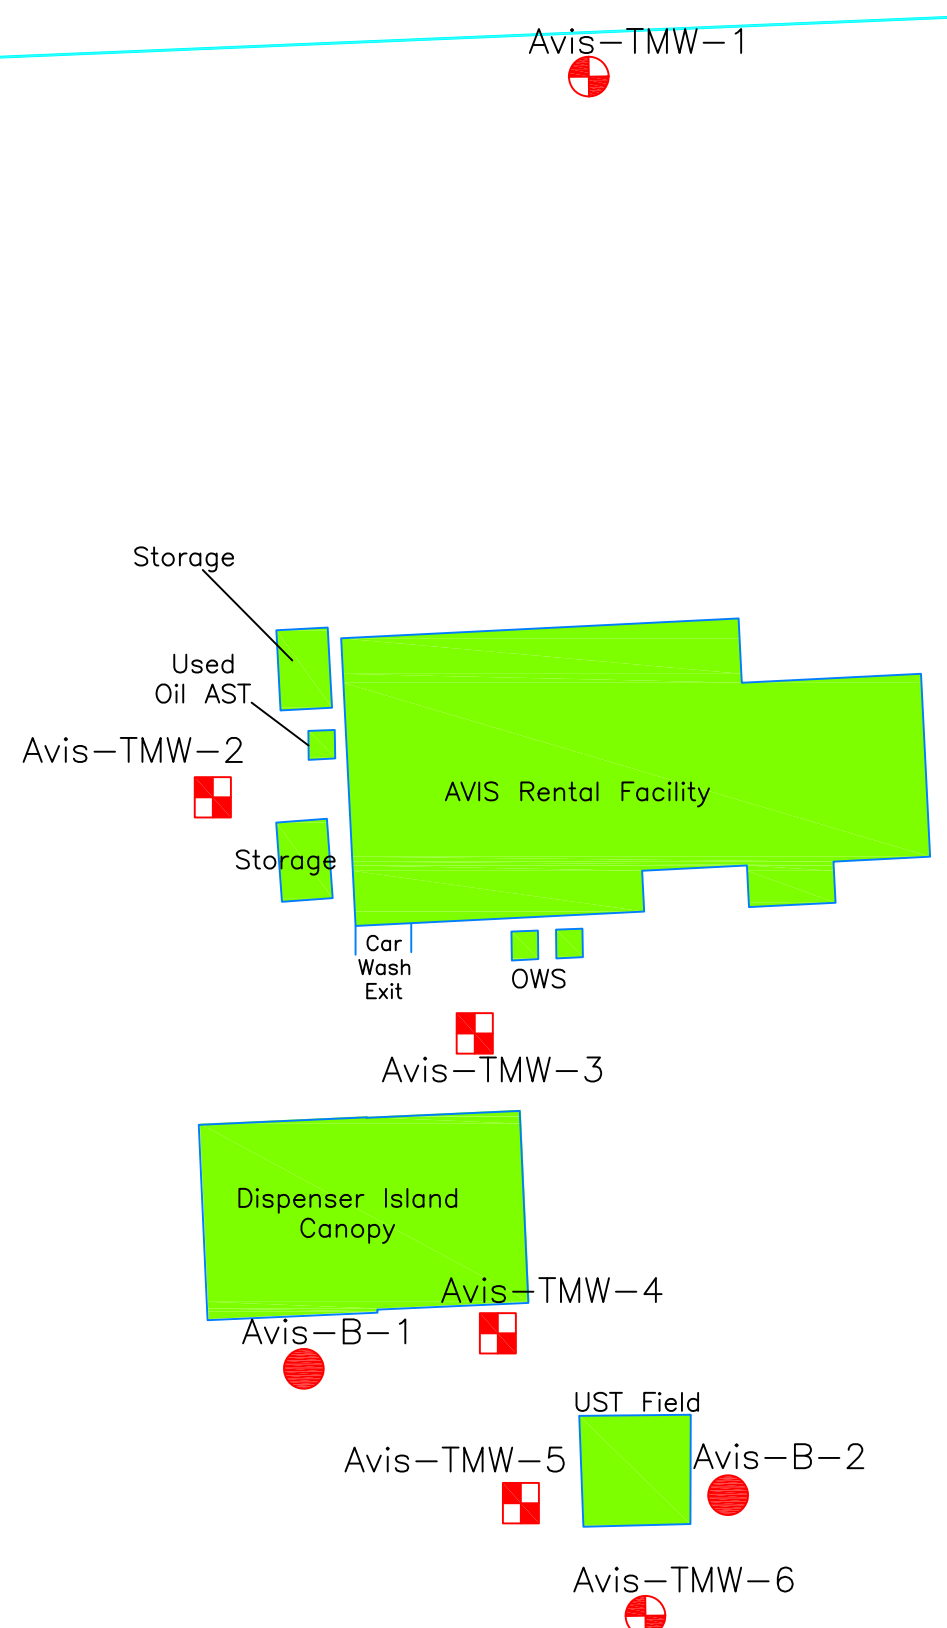 Avis-TMW-1
Storage
Used
Oil AST
Avis-TMW-2
AVIS Rental Facility
Storage
Car
Wash
Exit
OWS
Avis-TMW-3
Dispenser Island
Canopy
Avis-TMW-4
Avis-B-1
UST Field
Avis-TMW-5
Avis-B-2
Avis-TMW-6